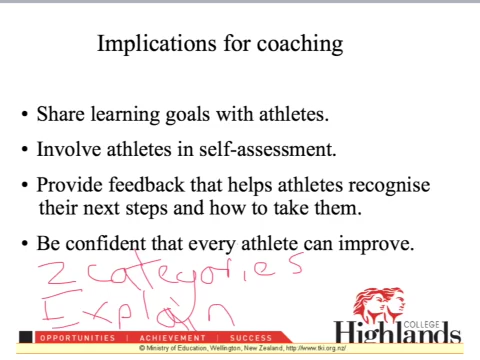 Implications for coaching
• Share learning goals with athletes.
• Involve athletes in self-assessment.
• Provide feedback that helps athletes recognise
their next steps and how to take them.
• Be confident that every athlete can improve.
2 categories
Explain
COLLEGE
Highlands
OPPORTUNITIES | ACHIEVEMENT | SUCCESS
© Ministry of Education, Wellington, New Zealand, http://www.tki.org.nz/